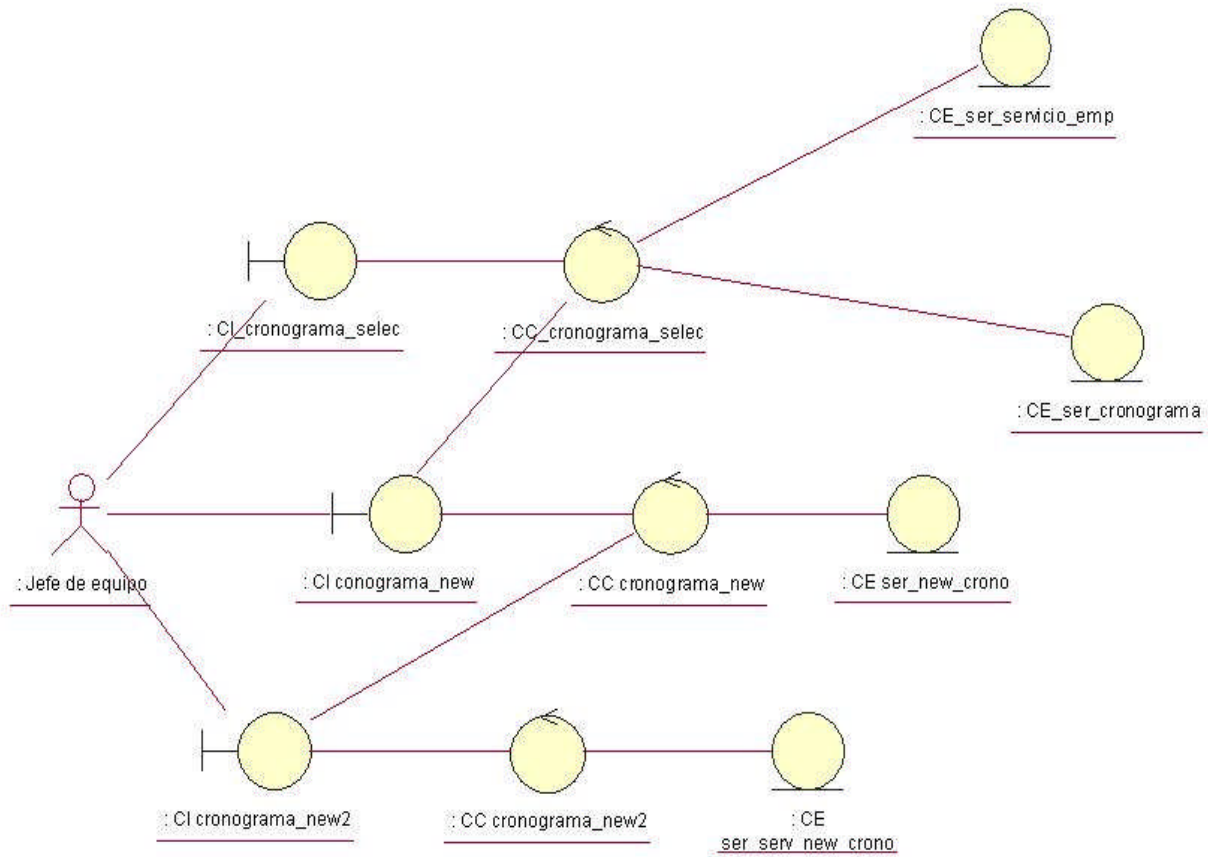 : CE_ser_servicio_emp
: CI_cronograma_selec
: CC_cronograma_selec
: CE_ser_cronograma
: Jefe de equipo
: CI conograma_new
: CC cronograma_new
: CE ser_new_crono
: CI cronograma_new2
: CC cronograma_new2
: CE
ser_serv_new_crono